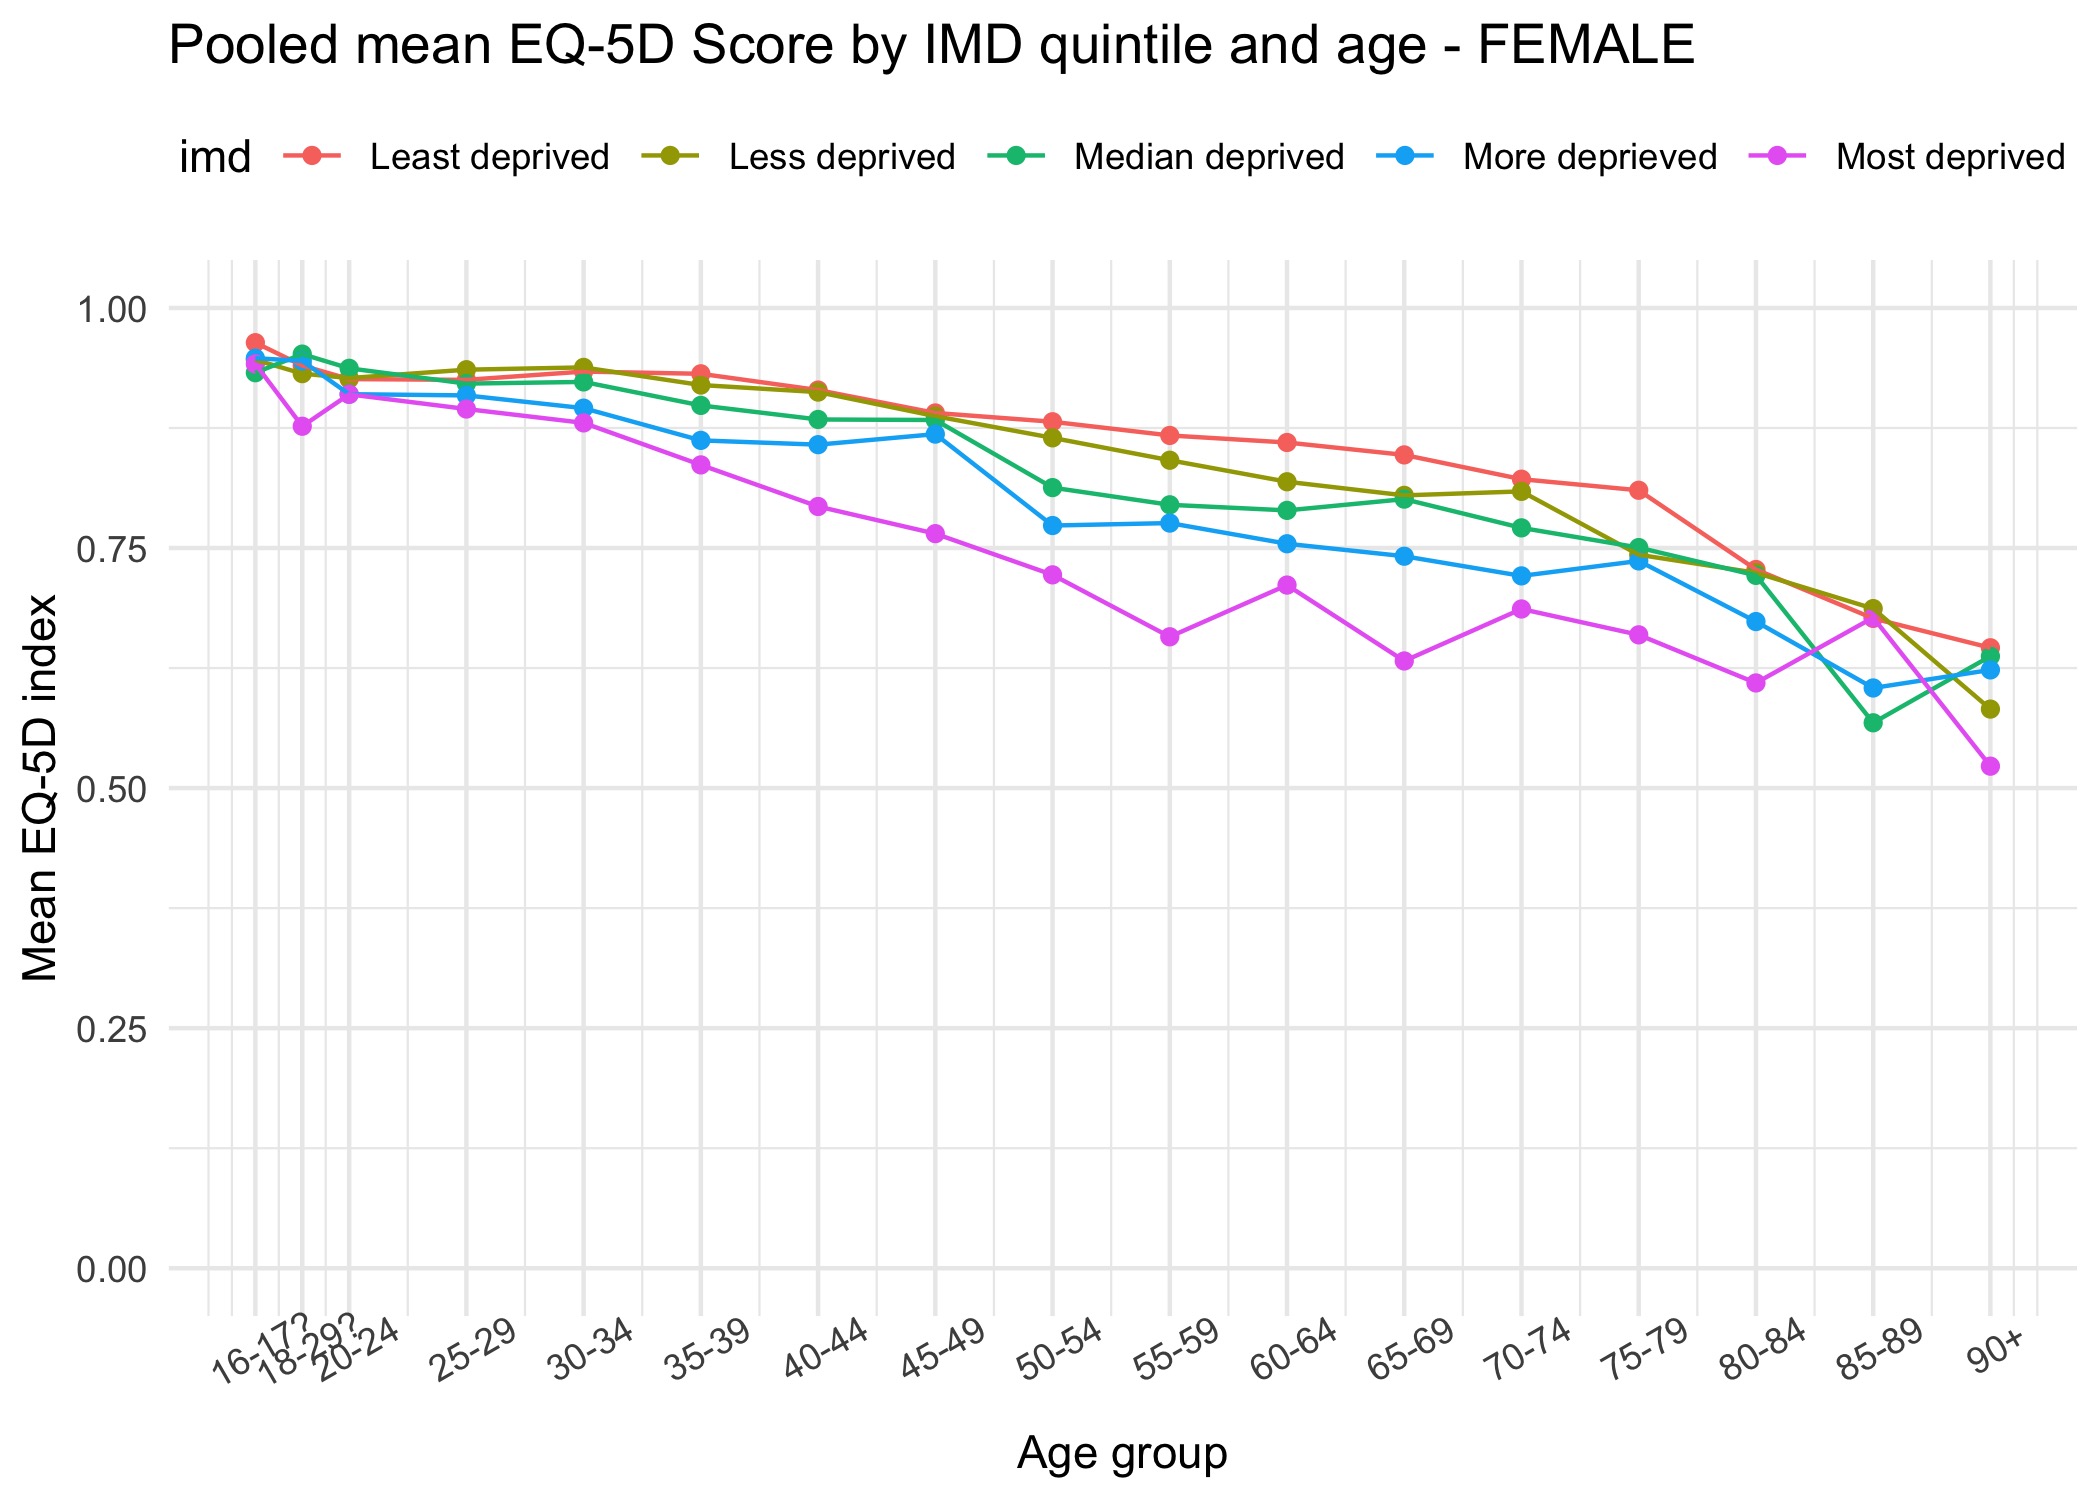 Pooled mean EQ-5D Score by IMD quintile and age - FEMALE
imd Least deprived Less deprived Median deprived More deprieved Most deprived
Mean EQ-5D index
1.00
0.75
0.50
0.25
0.00
16-17? 18-29? 20-24 25-29 30-34 35-39 40-44 45-49 50-54 55-59 60-64 65-69 70-74 75-79 80-84 85-89 90+
Age group